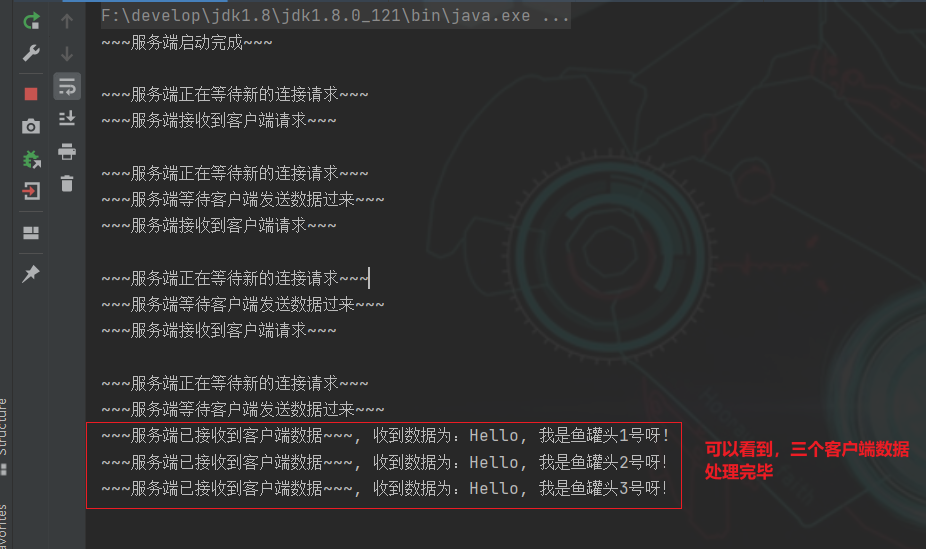 F:\develop\jdk1.8\jdk1.8.0_121\bin\java.exe ...
~~~服务端启动完成~~~
~~~服务端正在等待新的连接请求~~~
~~~服务端接收到客户端请求~~~
~~~服务端正在等待新的连接请求~~~
~~~服务端等待客户端发送数据过来~~~
~~~服务端接收到客户端请求~~~
~~~服务端正在等待新的连接请求~~~
~~~服务端等待客户端发送数据过来~~~
~~~服务端接收到客户端请求~~~
~~~服务端正在等待新的连接请求~~~
~~~服务端等待客户端发送数据过来~~~
~~~服务端已接收到客户端数据~~~, 收到数据为：Hello, 我是鱼罐头1号呀!
~~~服务端已接收到客户端数据~~~, 收到数据为：Hello, 我是鱼罐头2号呀!
~~~服务端已接收到客户端数据~~~, 收到数据为：Hello, 我是鱼罐头3号呀!
可以看到，三个客户端数据
处理完毕
Structure
avorites